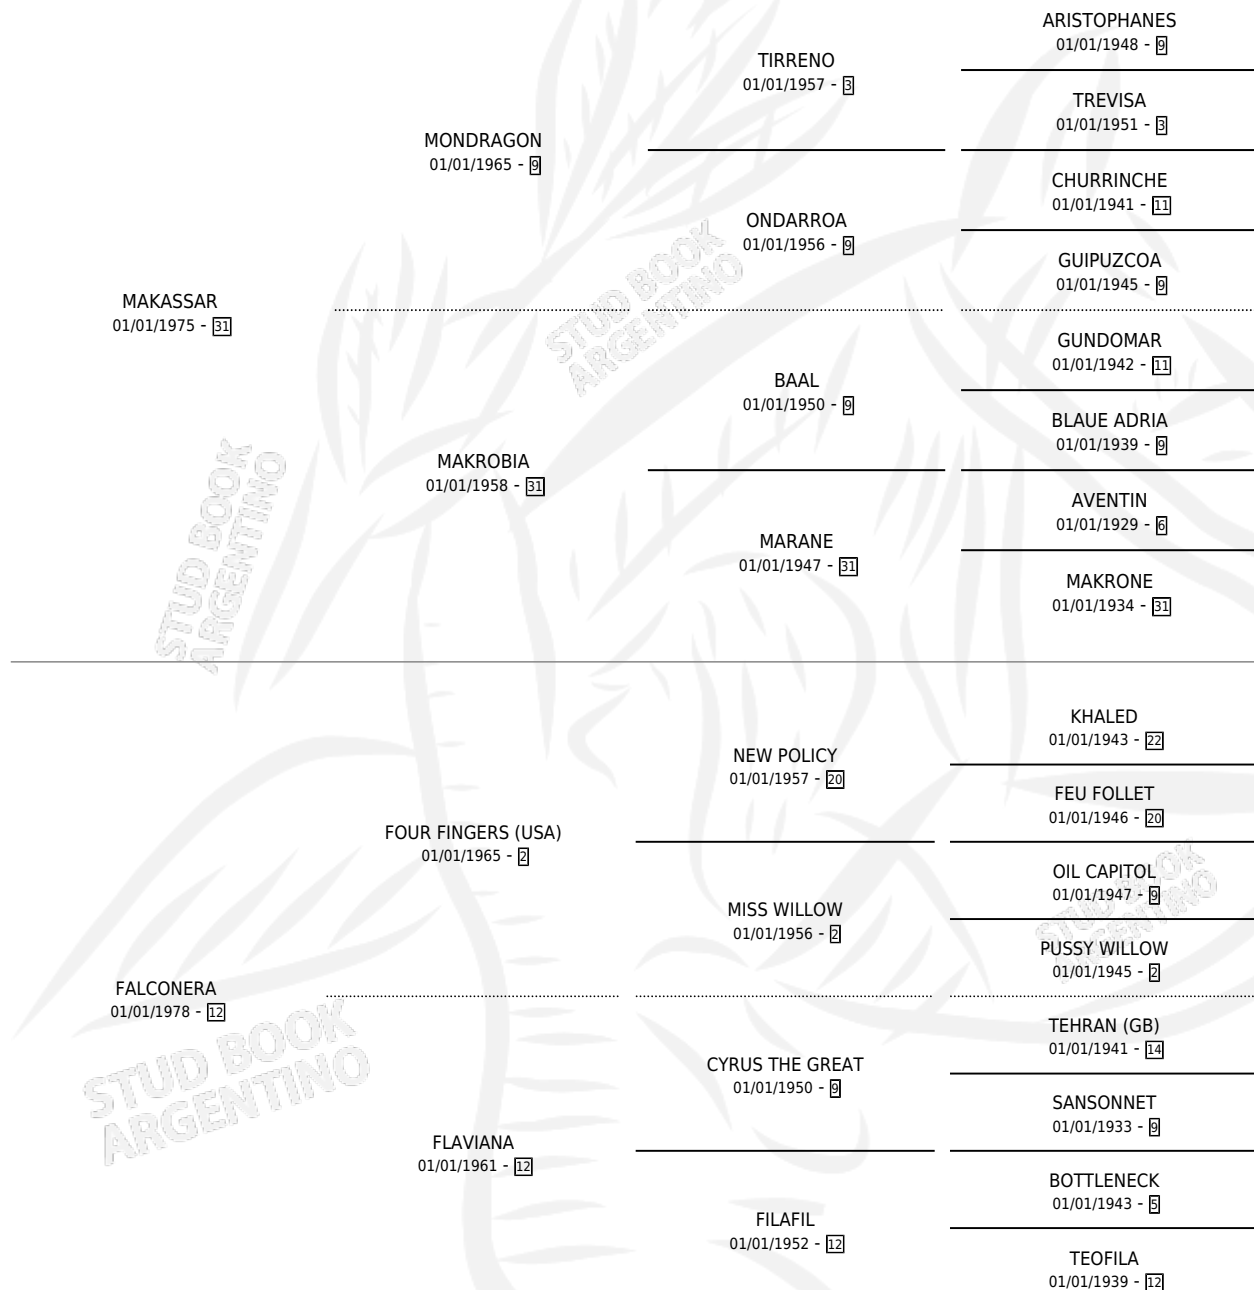 ARISTOPHANES
01/01/1948 - 9
TIRRENO
01/01/1957 - 3
TREVISA
01/01/1951 - 3
MONDRAGON
01/01/1965 - 9
CHURRINCHE
01/01/1941 - 11
ONDARROA
01/01/1956 - 9
GUIPUZCOA
01/01/1945 - 9
MAKASSAR
01/01/1975 - 31
GUNDOMAR
01/01/1942 - 11
BAAL
01/01/1950 - 9
BLAUE ADRIA
01/01/1939 - 9
MAKROBIA
01/01/1958 - 31
AVENTIN
01/01/1929 - 6
MARANE
01/01/1947 - 31
MAKRONE
01/01/1934 - 31
KHALED
01/01/1943 - 22
NEW POLICY
01/01/1957 - 20
FEU FOLLET
01/01/1946 - 20
FOUR FINGERS (USA)
01/01/1965 - 2
OIL CAPITOL
01/01/1947 - 9
MISS WILLOW
01/01/1956 - 2
PUSSY WILLOW
01/01/1945 - 2
FALCONERA
01/01/1978 - 12
TEHRAN (GB)
01/01/1941 - 14
CYRUS THE GREAT
01/01/1950 - 9
SANSONNET
01/01/1933 - 9
FLAVIANA
01/01/1961 - 12
BOTTLENECK
01/01/1943 - 5
FILAFIL
01/01/1952 - 12
TEOFILA
01/01/1939 - 12
STUD BOOK
ARGENTINO
STUD BOOK
ARGENTINO
STUD BOOK
ARGENTINO
STUD BOOK
ARGENTINO